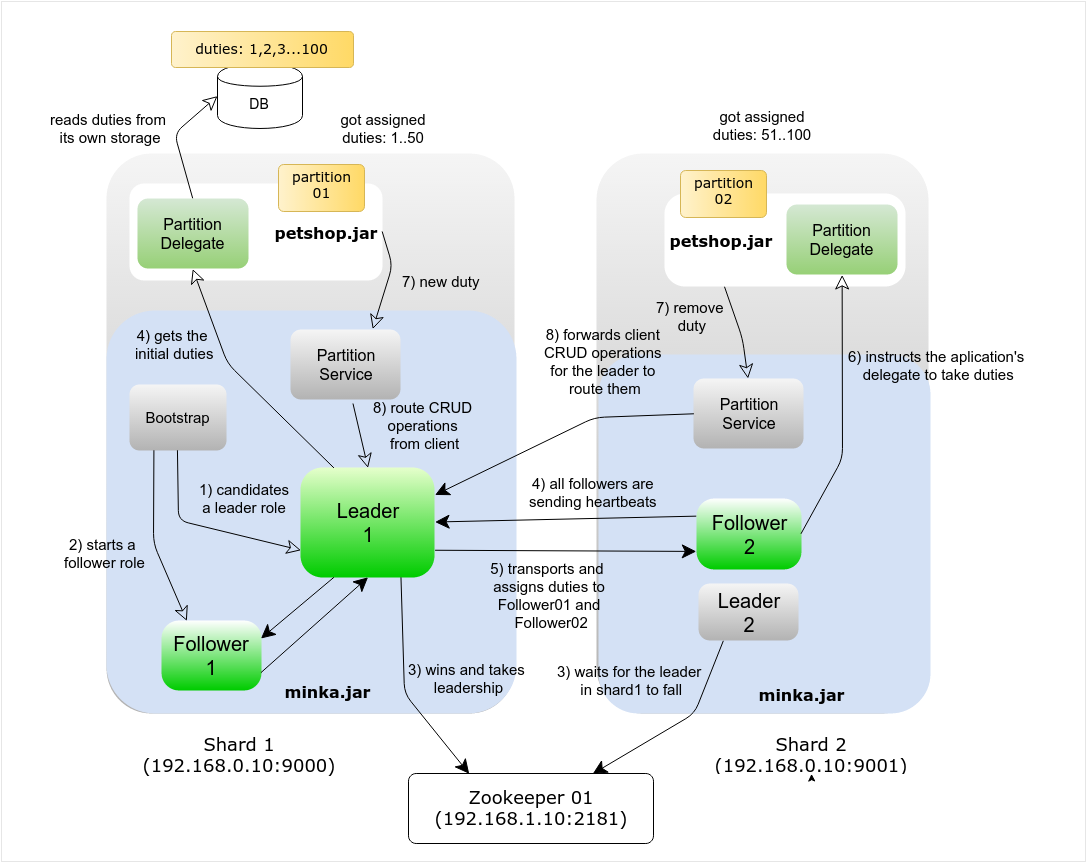 duties: 1,2,3...100
DB
reads duties from
its own storage
got assigned
duties: 1..50
got assigned
duties: 51..100
partition
01
Partition
Delegate
petshop.jar
partition
02
petshop.jar
Partition
Delegate
7) new duty
4) gets the
initial duties
Partition
Service
7) remove
duty
8) forwards client
CRUD operations
for the leader to
route them
6) instructs the aplication's
delegate to take duties
Bootstrap
8) route CRUD
operations
from client
Partition
Service
1) candidates
a leader role
Leader
1
4) all followers are
sending heartbeats
Follower
2
2) starts a
follower role
5) transports and
assigns duties to
Follower01 and
Follower02
Leader
2
Follower
1
3) wins and takes
leadership
3) waits for the leader
in shard1 to fall
minka.jar
minka.jar
Shard 1
(192.168.0.10:9000)
Shard 2
(192.168.0.10:9001)
Zookeeper 01
(192.168.1.10:2181)